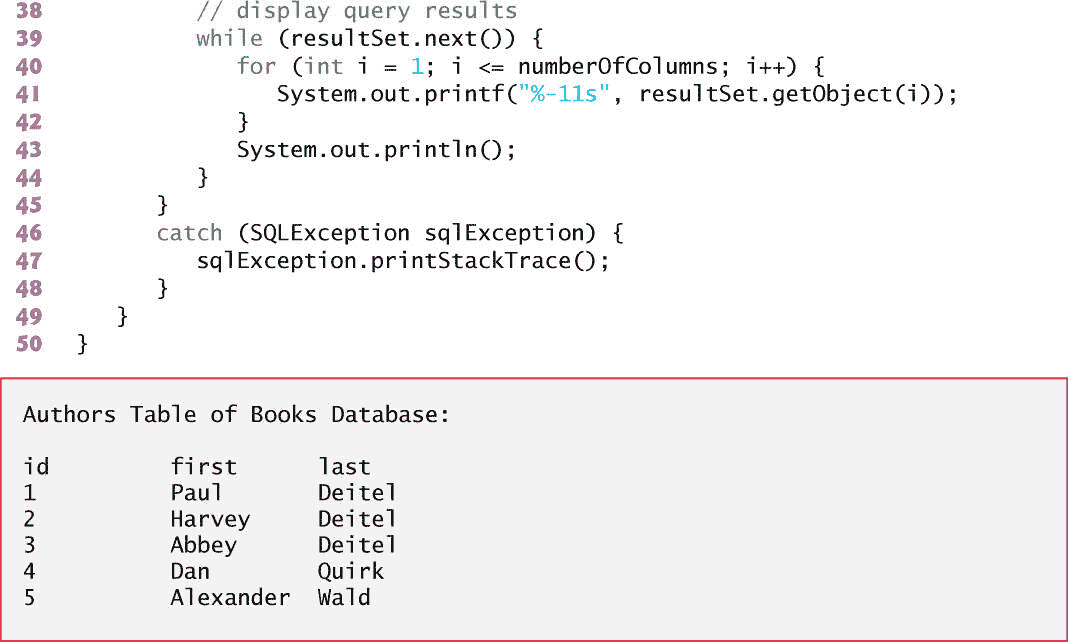 38 // display query results
39 while (resultSet.next()) {
40 for (int i = 1; i <= numberOfColumns; i++) {
41 System.out.printf("%-11s", resultSet.getObject(i));
42 }
43 System.out.println();
44 }
45 }
46 catch (SQLException sqlException) {
47 sqlException.printStackTrace();
48 }
49 }
50 }
Authors Table of Books Database:
id first last
1 Paul Deitel
2 Harvey Deitel
3 Abbey Deitel
4 Dan Quirk
5 Alexander Wald